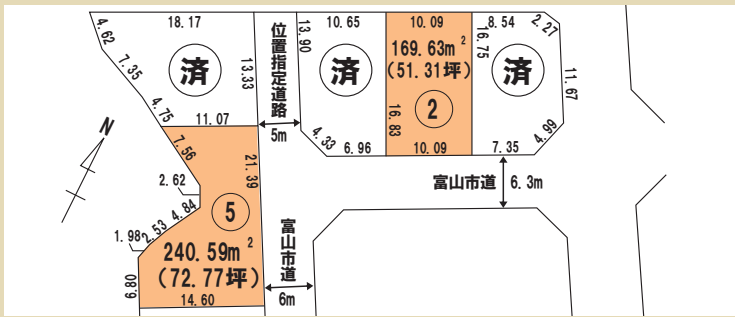 18.17
4.62
7.35
4.75
済
13.33
11.07
位置指定道路
5m
13.90
10.65
済
4.33
6.96
10.09
169.63m²
(51.31坪)
16.75
16.83
②
10.09
8.54
2.27
済
11.67
4.99
7.35
富山市道 6.3m
N
7.56
2.62
21.39
⑤
4.84
2.53
1.98
240.59m²
(72.77坪)
6.80
14.60
富山市道
6m